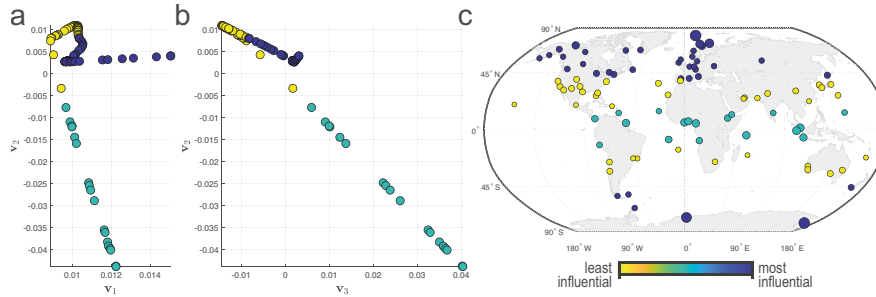 a
b
c
0.01
0.005
0
-0.005
-0.01
-0.015
-0.02
-0.025
-0.03
-0.035
-0.04
v₂
0.01 0.012 0.014
v₁
0.01
0.005
0
-0.005
-0.01
-0.015
-0.02
-0.025
-0.03
-0.035
-0.04
v₂
-0.01 0 0.01 0.02 0.03 0.04
v₃
90° N
45° N
0°
45° S
90° S
180° W 90° W 0° 90° E 180° E
least influential
most influential